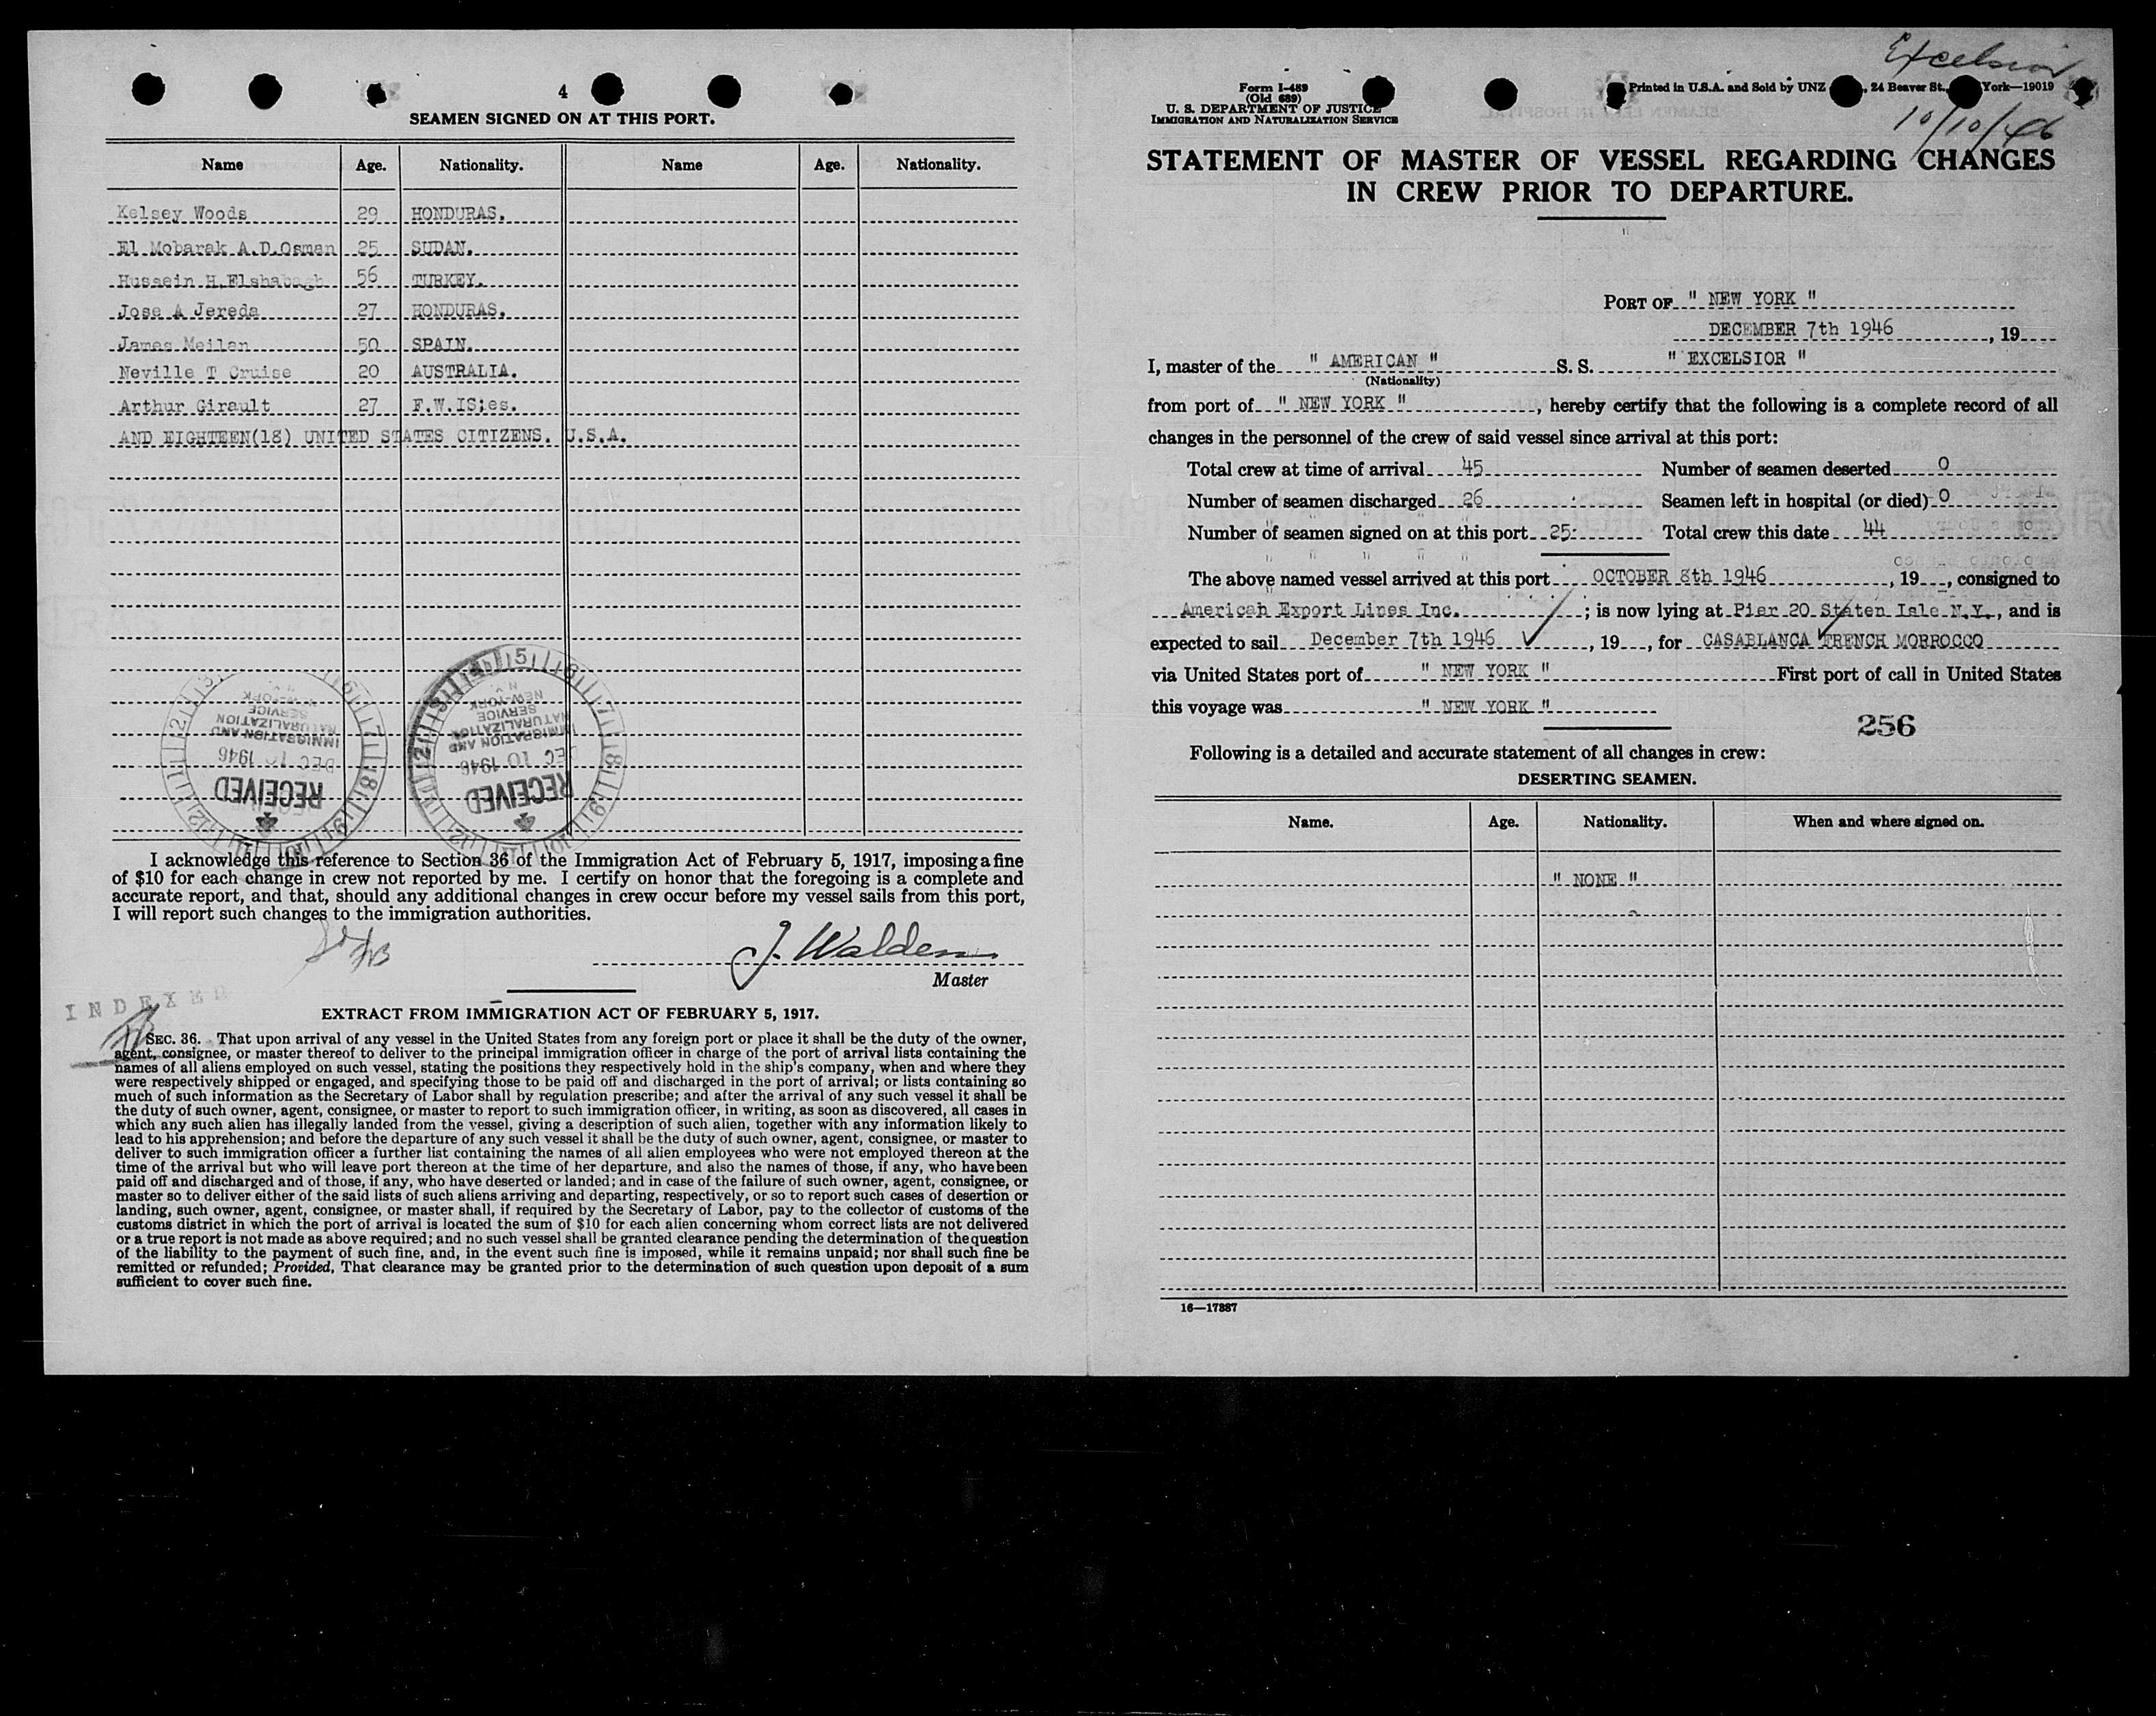 4
SEAMEN SIGNED ON AT THIS PORT.
Name Age. Nationality. Name Age. Nationality.
Kelsey Woods 29 HONDURAS.
El Mobarak A.D.Osman 25 SUDAN.
Hussein H.Elshabagh 56 TURKEY.
Jose A Jereda 27 HONDURAS.
James Meilan 50 SPAIN.
Neville T Cruise 20 AUSTRALIA.
Arthur Girault 27 F.W.IS;es.
AND EIGHTEEN(18) UNITED STATES CITIZENS. U.S.A.
RECEIVED
DEC 10 1946
IMMIGRATION AND
NATURALIZATION
SERVICE
NEW-YORK
N.Y.
RECEIVED
DEC 10 1946
IMMIGRATION AND
NATURALIZATION
SERVICE
NEW-YORK
N.Y.
I acknowledge this reference to Section 36 of the Immigration Act of February 5, 1917, imposing a fine
of $10 for each change in crew not reported by me. I certify on honor that the foregoing is a complete and
accurate report, and that, should any additional changes in crew occur before my vessel sails from this port,
I will report such changes to the immigration authorities.
J. Walden
Master
INDEXED
EXTRACT FROM IMMIGRATION ACT OF FEBRUARY 5, 1917.
SEC. 36. That upon arrival of any vessel in the United States from any foreign port or place it shall be the duty of the owner,
agent, consignee, or master thereof to deliver to the principal immigration officer in charge of the port of arrival lists containing the
names of all aliens employed on such vessel, stating the positions they respectively hold in the ship's company, when and where they
were respectively shipped or engaged, and specifying those to be paid off and discharged in the port of arrival; or lists containing so
much of such information as the Secretary of Labor shall by regulation prescribe; and after the arrival of any such vessel it shall be
the duty of such owner, agent, consignee, or master to report to such immigration officer, in writing, as soon as discovered, all cases in
which any such alien has illegally landed from the vessel, giving a description of such alien, together with any information likely to
lead to his apprehension; and before the departure of any such vessel it shall be the duty of such owner, agent, consignee, or master to
deliver to such immigration officer a further list containing the names of all alien employees who were not employed thereon at the
time of the arrival but who will leave port thereon at the time of her departure, and also the names of those, if any, who have been
paid off and discharged and of those, if any, who have deserted or landed; and in case of the failure of such owner, agent, consignee, or
master so to deliver either of the said lists of such aliens arriving and departing, respectively, or so to report such cases of desertion or
landing, such owner, agent, consignee, or master shall, if required by the Secretary of Labor, pay to the collector of customs of the
customs district in which the port of arrival is located the sum of $10 for each alien concerning whom correct lists are not delivered
or a true report is not made as above required; and no such vessel shall be granted clearance pending the determination of the question
of the liability to the payment of such fine, and, in the event such fine is imposed, while it remains unpaid; nor shall such fine be
remitted or refunded; Provided, That clearance may be granted prior to the determination of such question upon deposit of a sum
sufficient to cover such fine.
Excelsior
10/10/46
Form I-489
(Old 689)
U. S. DEPARTMENT OF JUSTICE
IMMIGRATION AND NATURALIZATION SERVICE
Printed in U.S.A. and Sold by UNZ , 24 Beaver St., York—19019
STATEMENT OF MASTER OF VESSEL REGARDING CHANGES
IN CREW PRIOR TO DEPARTURE.
PORT OF " NEW YORK "
DECEMBER 7th 1946 , 19
I, master of the " AMERICAN " S. S. " EXCELSIOR "
(Nationality)
from port of " NEW YORK " , hereby certify that the following is a complete record of all
changes in the personnel of the crew of said vessel since arrival at this port:
Total crew at time of arrival 45 Number of seamen deserted 0
Number of seamen discharged 26 Seamen left in hospital (or died) 0
Number of seamen signed on at this port 25 Total crew this date 44
The above named vessel arrived at this port OCTOBER 8th 1946 , 19 , consigned to
American Export Lines Inc. ; is now lying at Pier 20 Staten Isle N.Y., and is
expected to sail December 7th 1946 , 19 , for CASABLANCA FRENCH MORROCCO
via United States port of " NEW YORK " First port of call in United States
this voyage was " NEW YORK "
256
Following is a detailed and accurate statement of all changes in crew:
DESERTING SEAMEN.
Name. Age. Nationality. When and where signed on.
" NONE "
16—17887